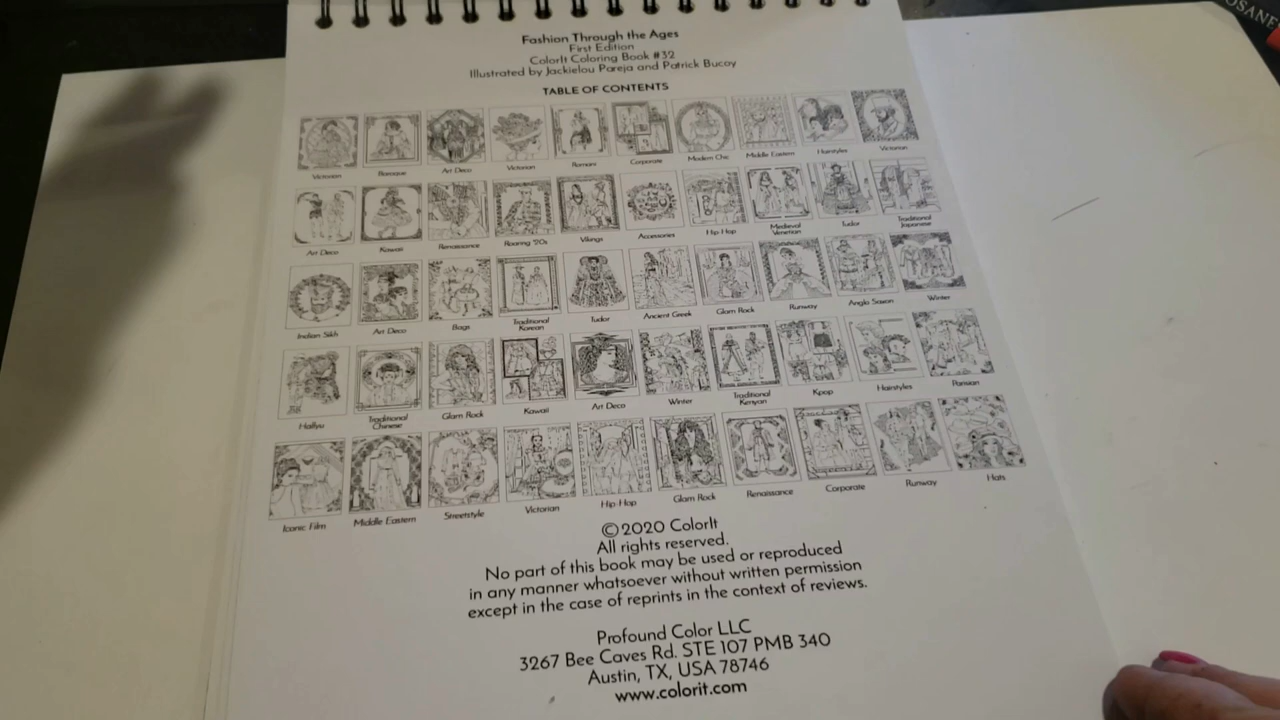 OSANE
Fashion Through the Ages
First Edition
ColorIt Coloring Book #32
Illustrated by Jackielou Pareja and Patrick Bucoy
TABLE OF CONTENTS
Victorian Baroque Art Deco Victorian Romani Corporate Modern Chic Middle Eastern Hairstyles Victorian
Art Deco Kawaii Renaissance Roaring '20s Vikings Accessories Hip Hop Medieval Venetian Tudor Traditional Japanese
Indian Sikh Art Deco Bags Traditional Korean Tudor Ancient Greek Glam Rock Runway Anglo Saxon Winter
Hallyu Traditional Chinese Glam Rock Kawaii Art Deco Winter Traditional Kenyan Kpop Hairstyles Parisian
Iconic Film Middle Eastern Streetstyle Victorian Hip Hop Glam Rock Renaissance Corporate Runway Hats
©2020 ColorIt
All rights reserved.
No part of this book may be used or reproduced
in any manner whatsoever without written permission
except in the case of reprints in the context of reviews.
Profound Color LLC
3267 Bee Caves Rd. STE 107 PMB 340
Austin, TX, USA 78746
www.colorit.com